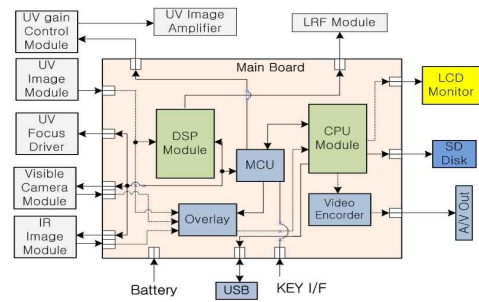 UV gain
Control Module
UV Image
Amplifier
LRF Module
Main Board
UV
Image
Module
LCD
Monitor
UV
Focus
Driver
DSP
Module
CPU
Module
MCU
SD
Disk
Visible
Camera
Module
Overlay
Video
Encorder
A/V Out
IR
Image
Module
Battery
USB
KEY I/F